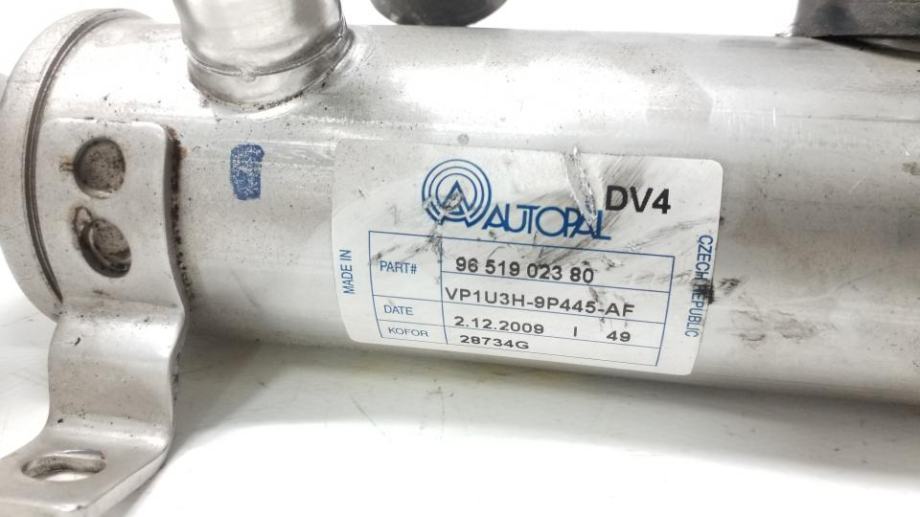 AUTOPAL DV4
MADE IN
PART# 96 519 023 80
VP1U3H-9P445-AF
DATE 2.12.2009 I 49
KOFOR 28734G
CZECH REPUBLIC